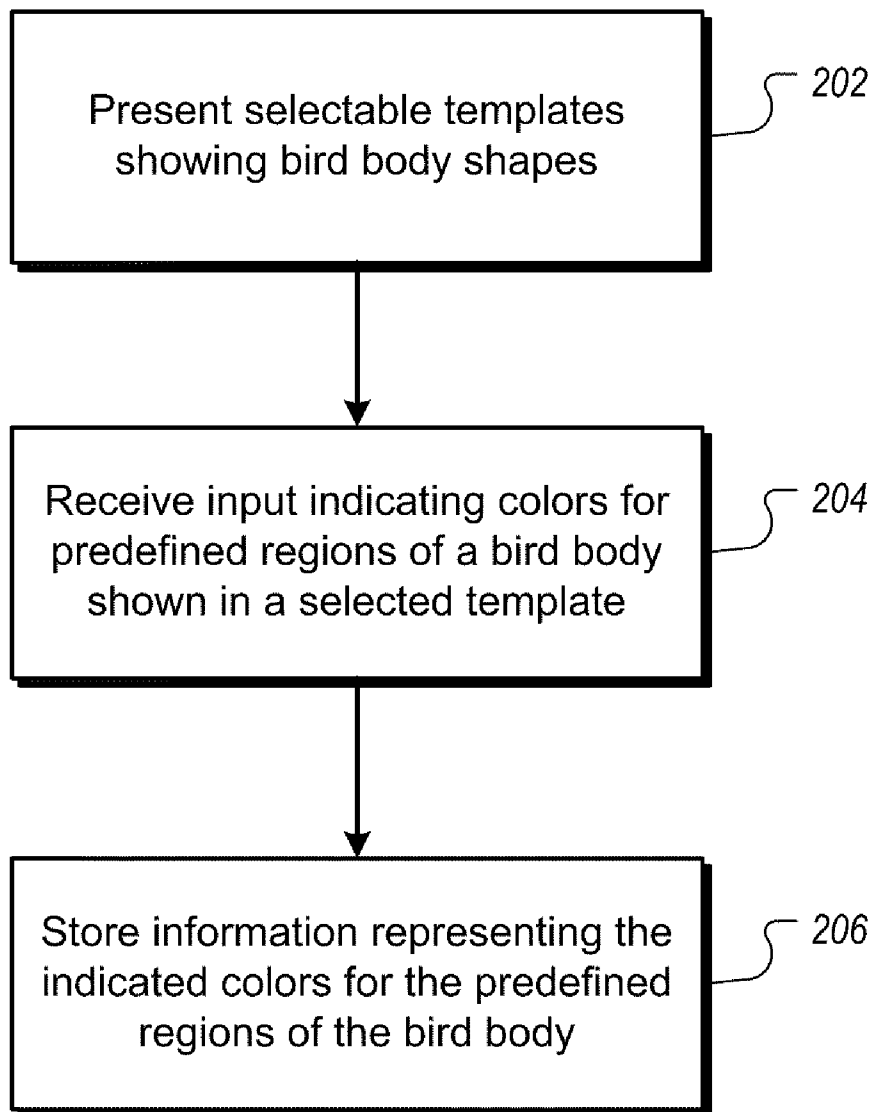 Present selectable templates
showing bird body shapes
202
Receive input indicating colors for
predefined regions of a bird body
shown in a selected template
204
Store information representing the
indicated colors for the predefined
regions of the bird body
206